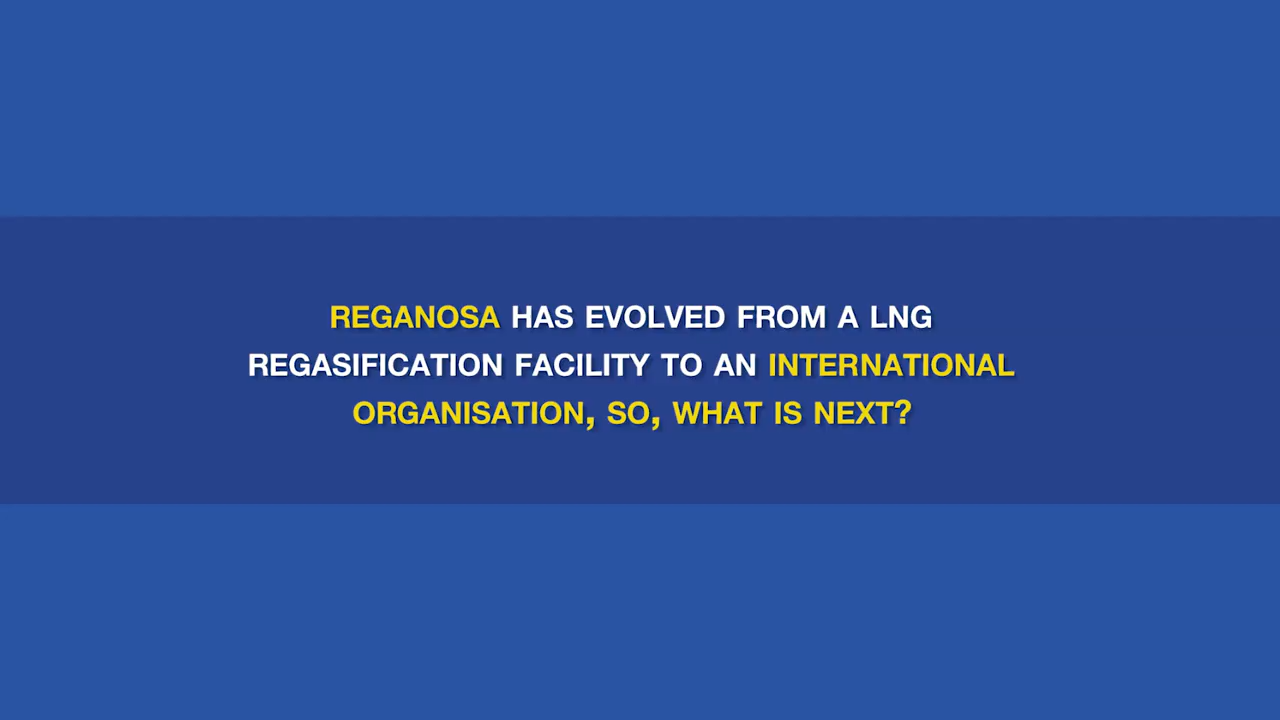 REGANOSA HAS EVOLVED FROM A LNG
REGASIFICATION FACILITY TO AN INTERNATIONAL
ORGANISATION, SO, WHAT IS NEXT?